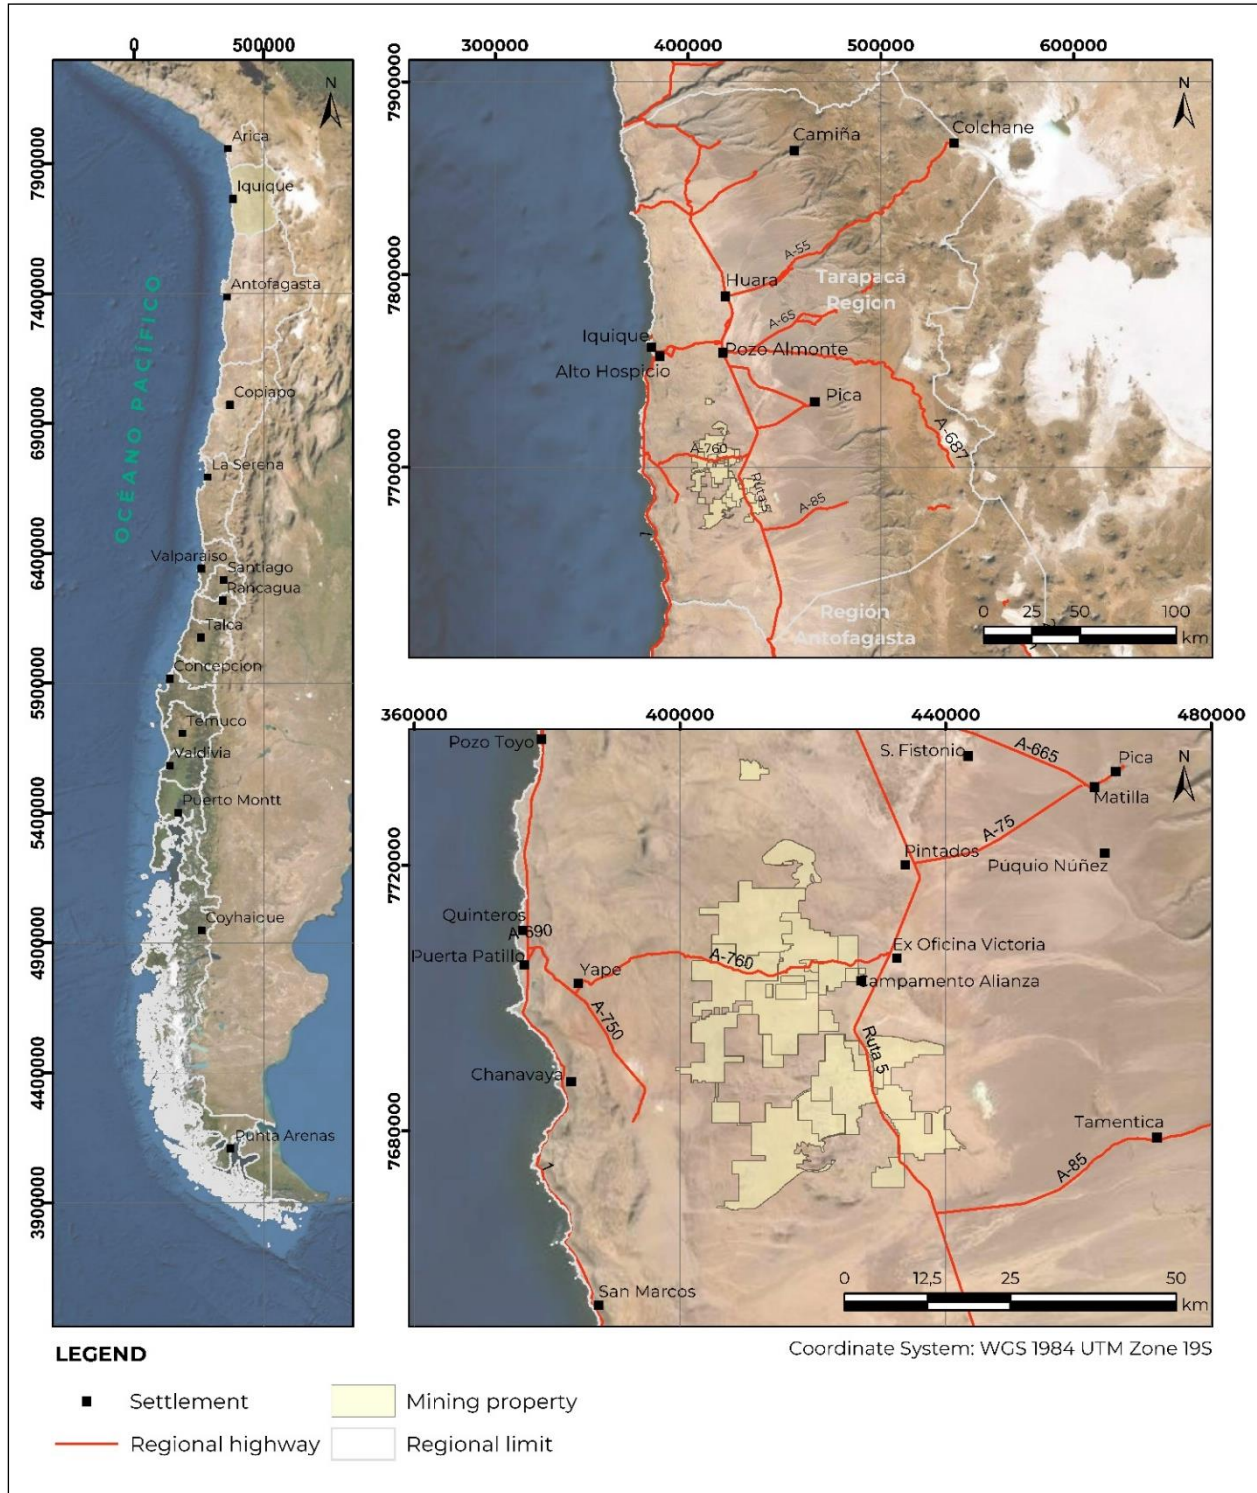 0
500000
7900000
7400000
6900000
6400000
5900000
5400000
4900000
4400000
3900000
N
Arica
Iquique
Antofagasta
OCÉANO PACÍFICO
Copiapo
La Serena
Valparaiso
Santiago
Rancagua
Talca
Concepcion
Temuco
Valdivia
Puerto Montt
Coyhaique
Punta Arenas
300000
400000
500000
600000
7900000
7800000
7700000
N
Camiña
Colchane
A-55
Huara
Tarapacá
Region
A-65
Iquique
Pozo Almonte
Alto Hospicio
Pica
A-687
A-760
Ruta 5
A-85
1
Región
Antofagasta
0
25
50
100
km
360000
400000
440000
480000
7720000
7680000
N
Pozo Toyo
S. Fistonio
A-665
Pica
Matilla
A-75
Pintados
Púquio Núñez
Quinteros
A-690
Puerta Patillo
Ex Oficina Victoria
A-760
Yape
Campamento Alianza
A-750
Ruta 5
Chanavaya
Tamentica
A-85
1
San Marcos
0
12,5
25
50
km
Coordinate System: WGS 1984 UTM Zone 19S
LEGEND
Settlement
Mining property
Regional highway
Regional limit